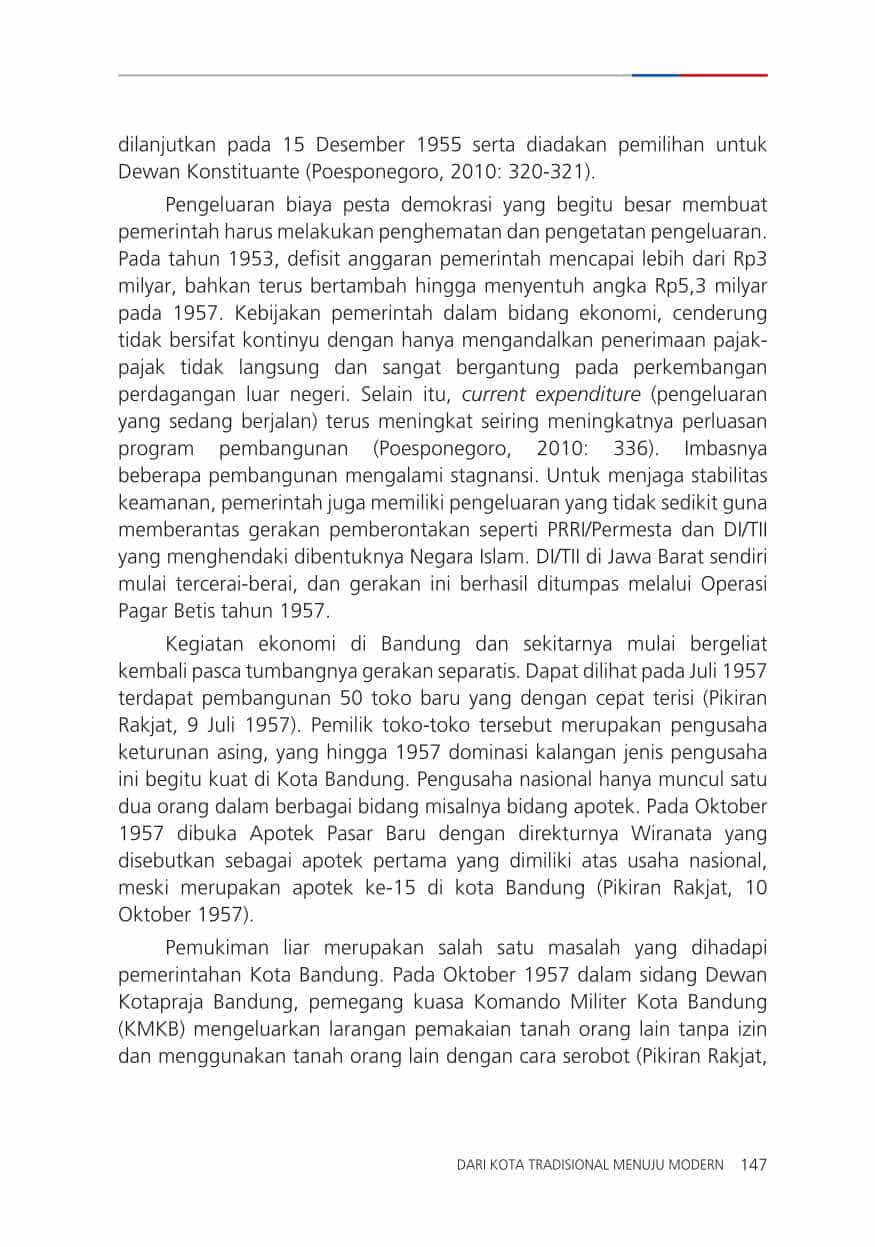 dilanjutkan pada 15 Desember 1955 serta diadakan pemilihan untuk
Dewan Konstituante (Poesponegoro, 2010: 320-321).
Pengeluaran biaya pesta demokrasi yang begitu besar membuat
pemerintah harus melakukan penghematan dan pengetatan pengeluaran.
Pada tahun 1953, defisit anggaran pemerintah mencapai lebih dari Rp3
milyar, bahkan terus bertambah hingga menyentuh angka Rp5,3 milyar
pada 1957. Kebijakan pemerintah dalam bidang ekonomi, cenderung
tidak bersifat kontinyu dengan hanya mengandalkan penerimaan pajak-
pajak tidak langsung dan sangat bergantung pada perkembangan
perdagangan luar negeri. Selain itu, current expenditure (pengeluaran
yang sedang berjalan) terus meningkat seiring meningkatnya perluasan
program pembangunan (Poesponegoro, 2010: 336). Imbasnya
beberapa pembangunan mengalami stagnansi. Untuk menjaga stabilitas
keamanan, pemerintah juga memiliki pengeluaran yang tidak sedikit guna
memberantas gerakan pemberontakan seperti PRRI/Permesta dan DI/TII
yang menghendaki dibentuknya Negara Islam. DI/TII di Jawa Barat sendiri
mulai tercerai-berai, dan gerakan ini berhasil ditumpas melalui Operasi
Pagar Betis tahun 1957.
Kegiatan ekonomi di Bandung dan sekitarnya mulai bergeliat
kembali pasca tumbangnya gerakan separatis. Dapat dilihat pada Juli 1957
terdapat pembangunan 50 toko baru yang dengan cepat terisi (Pikiran
Rakjat, 9 Juli 1957). Pemilik toko-toko tersebut merupakan pengusaha
keturunan asing, yang hingga 1957 dominasi kalangan jenis pengusaha
ini begitu kuat di Kota Bandung. Pengusaha nasional hanya muncul satu
dua orang dalam berbagai bidang misalnya bidang apotek. Pada Oktober
1957 dibuka Apotek Pasar Baru dengan direkturnya Wiranata yang
disebutkan sebagai apotek pertama yang dimiliki atas usaha nasional,
meski merupakan apotek ke-15 di kota Bandung (Pikiran Rakjat, 10
Oktober 1957).
Pemukiman liar merupakan salah satu masalah yang dihadapi
pemerintahan Kota Bandung. Pada Oktober 1957 dalam sidang Dewan
Kotapraja Bandung, pemegang kuasa Komando Militer Kota Bandung
(KMKB) mengeluarkan larangan pemakaian tanah orang lain tanpa izin
dan menggunakan tanah orang lain dengan cara serobot (Pikiran Rakjat,
DARI KOTA TRADISIONAL MENUJU MODERN 147